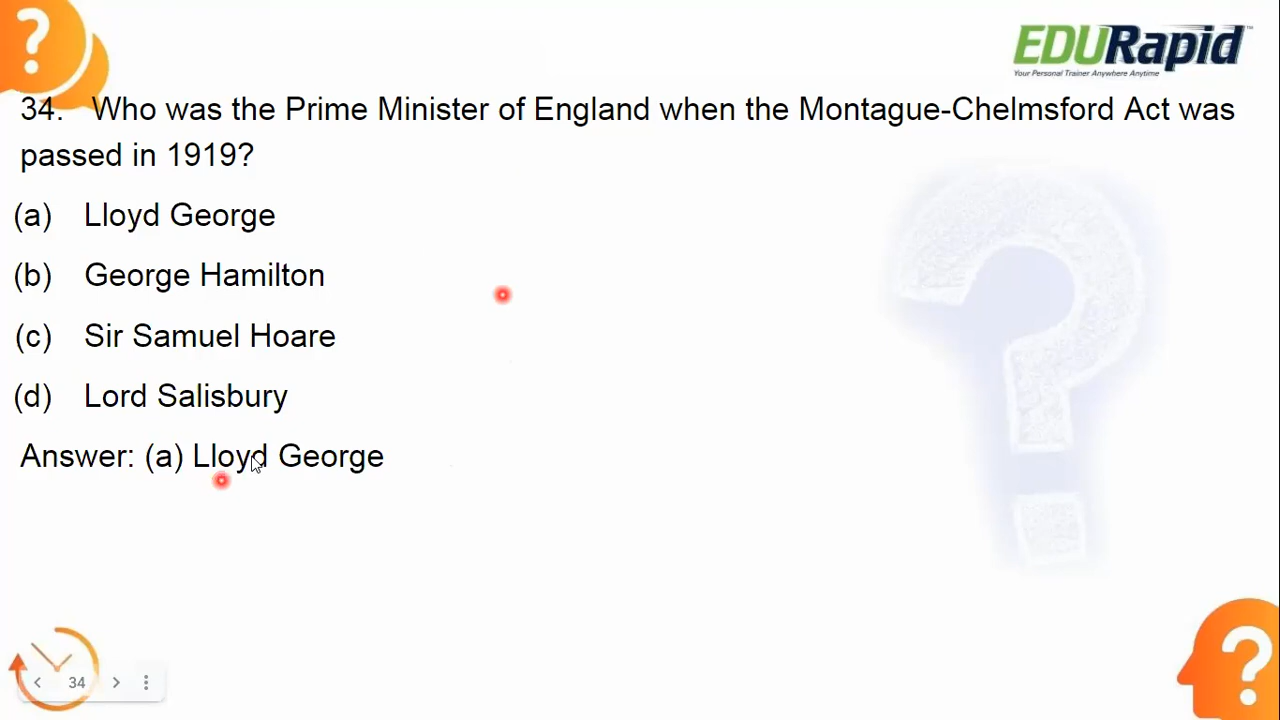 EDURapid™
Your Personal Trainer Anywhere Anytime
34. Who was the Prime Minister of England when the Montague-Chelmsford Act was
passed in 1919?
(a) Lloyd George
(b) George Hamilton
(c) Sir Samuel Hoare
(d) Lord Salisbury
Answer: (a) Lloyd George
34